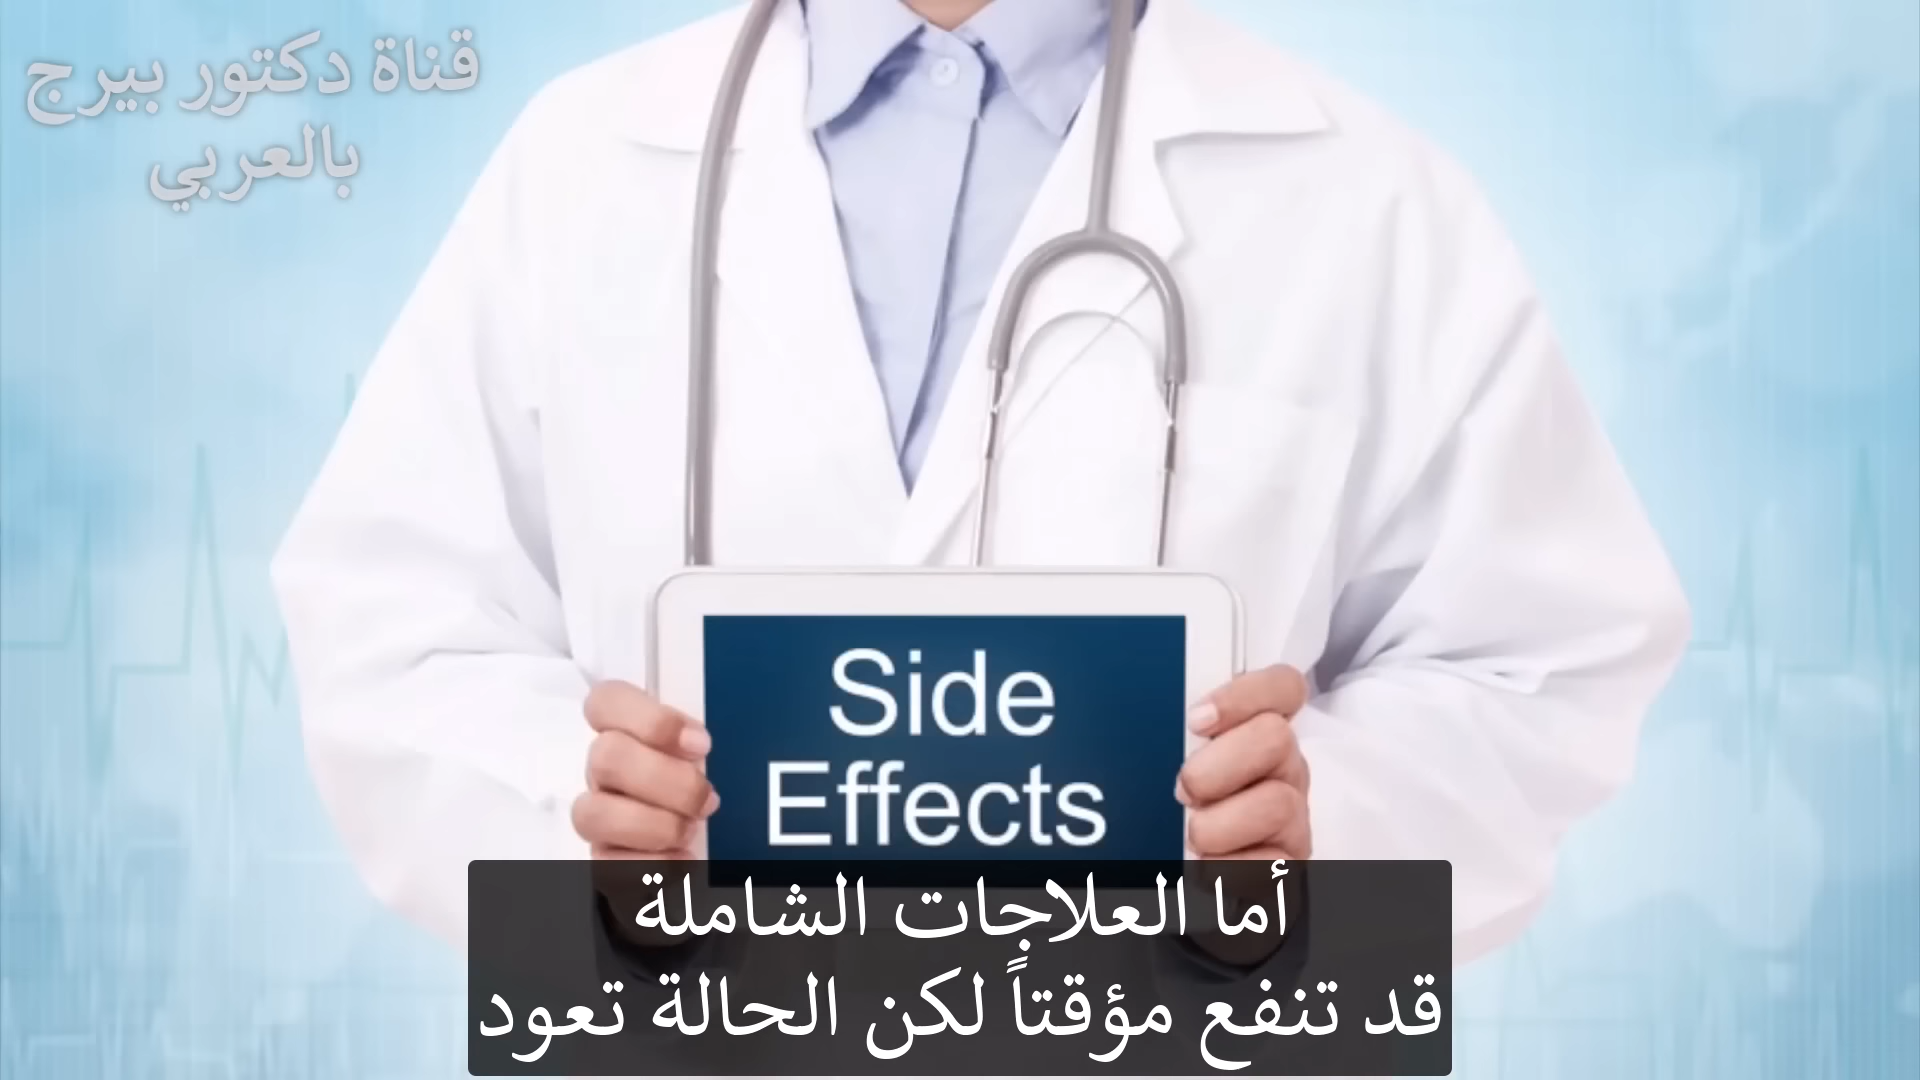 قناة دكتور بيرج
بالعربي
Side
Effects
أما العلاجات الشاملة
قد تنفع مؤقتاً لكن الحالة تعود